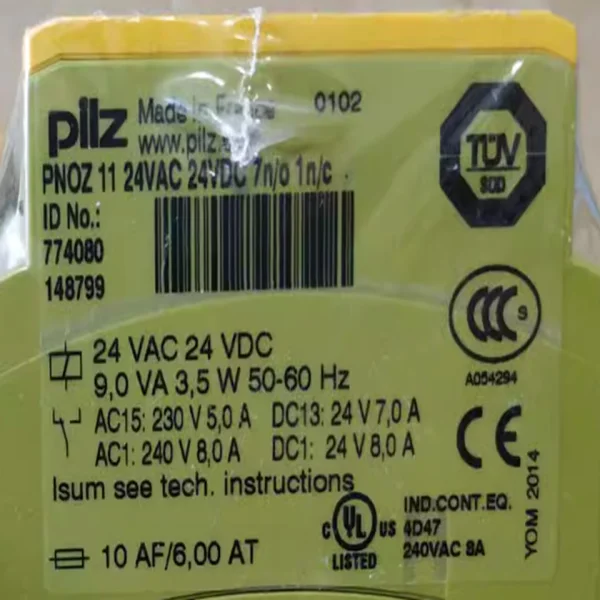 pilz Made In France 0102
www.pilz.com
PNOZ 11 24VAC 24VDC 7n/o 1n/c
ID No.:
774080
148799
TÜV
SÜD
CCC S
A054294
24 VAC 24 VDC
9,0 VA 3,5 W 50-60 Hz
AC15: 230 V 5,0 A DC13: 24 V 7,0 A
AC1: 240 V 8,0 A DC1: 24 V 8,0 A
CE
Isum see tech. instructions
YOM 2014
10 AF/6,00 AT
C UL US
LISTED
IND.CONT.EQ.
4D47
240VAC 8A